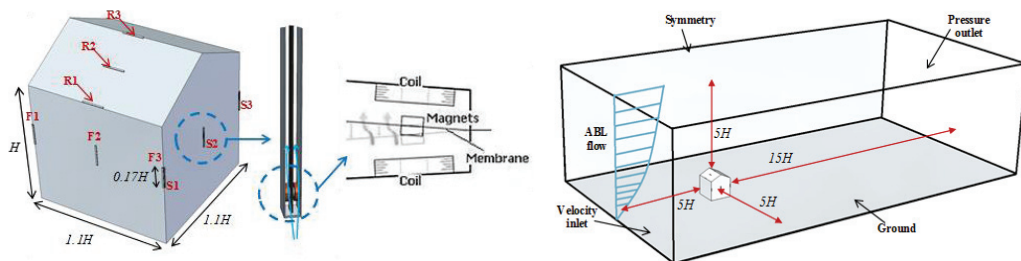 R3
R2
R1
F1
F2
F3
S1
S2
S3
H
0.17H
1.1H
1.1H
Coil
Magnets
Membrane
Coil
Symmetry
Pressure
outlet
ABL
flow
5H
15H
5H
5H
Velocity
inlet
Ground